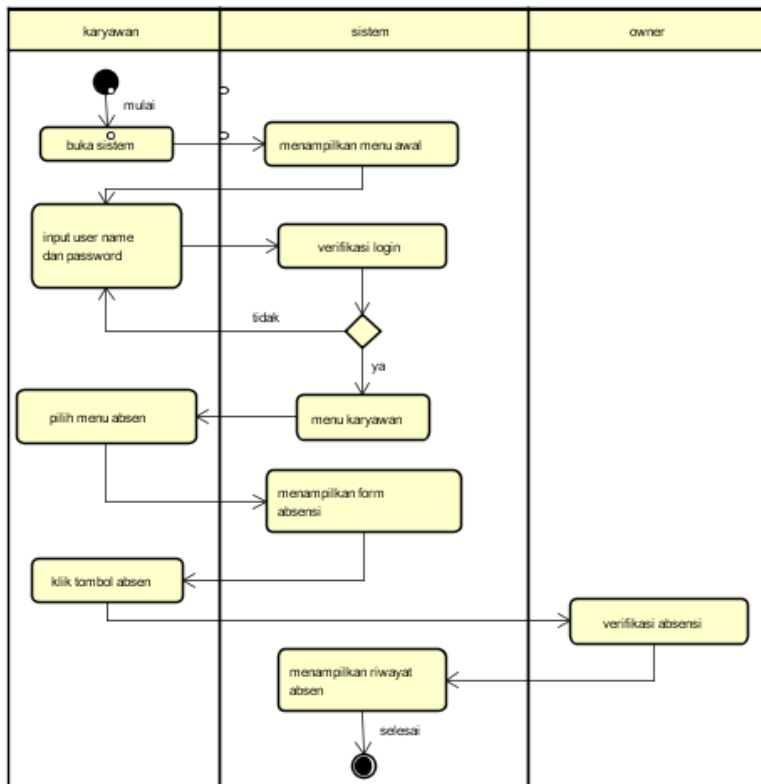 karyawan
sistem
owner
mulai
buka sistem
menampilkan menu awal
input user name
dan password
verifikasi login
tidak
ya
pilih menu absen
menu karyawan
menampilkan form
absensi
klik tombol absen
verifikasi absensi
menampilkan riwayat
absen
selesai